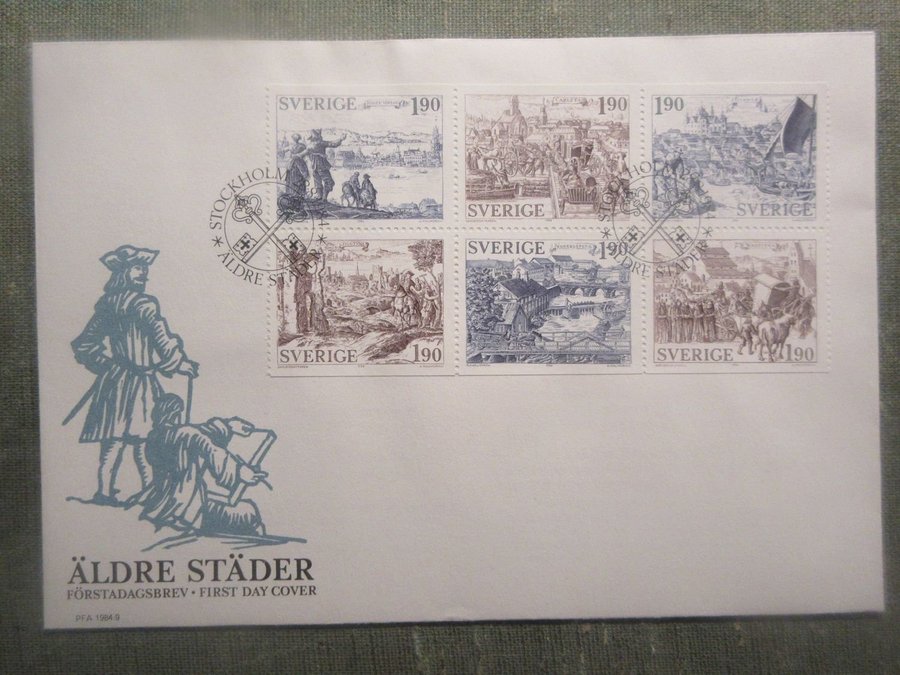 SVERIGE 1.90
1.90
SVERIGE
1.90
SVERIGE
SVERIGE
1.90
SVERIGE
1.90
SVERIGE
1.90
STOCKHOLM
ÄLDRE STÄDER
STOCKHOLM
ÄLDRE STÄDER
ÄLDRE STÄDER
FÖRSTADAGSBREV · FIRST DAY COVER
PFA 1984:9